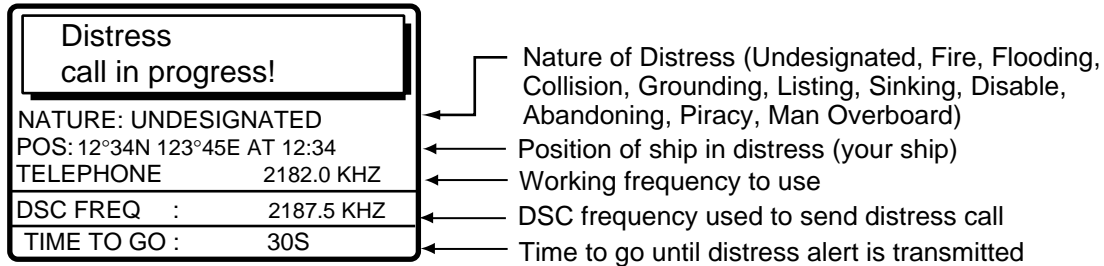 Distress
call in progress!
NATURE: UNDESIGNATED
POS: 12°34N 123°45E AT 12:34
TELEPHONE 2182.0 KHZ
DSC FREQ : 2187.5 KHZ
TIME TO GO : 30S
Nature of Distress (Undesignated, Fire, Flooding,
Collision, Grounding, Listing, Sinking, Disable,
Abandoning, Piracy, Man Overboard)
Position of ship in distress (your ship)
Working frequency to use
DSC frequency used to send distress call
Time to go until distress alert is transmitted